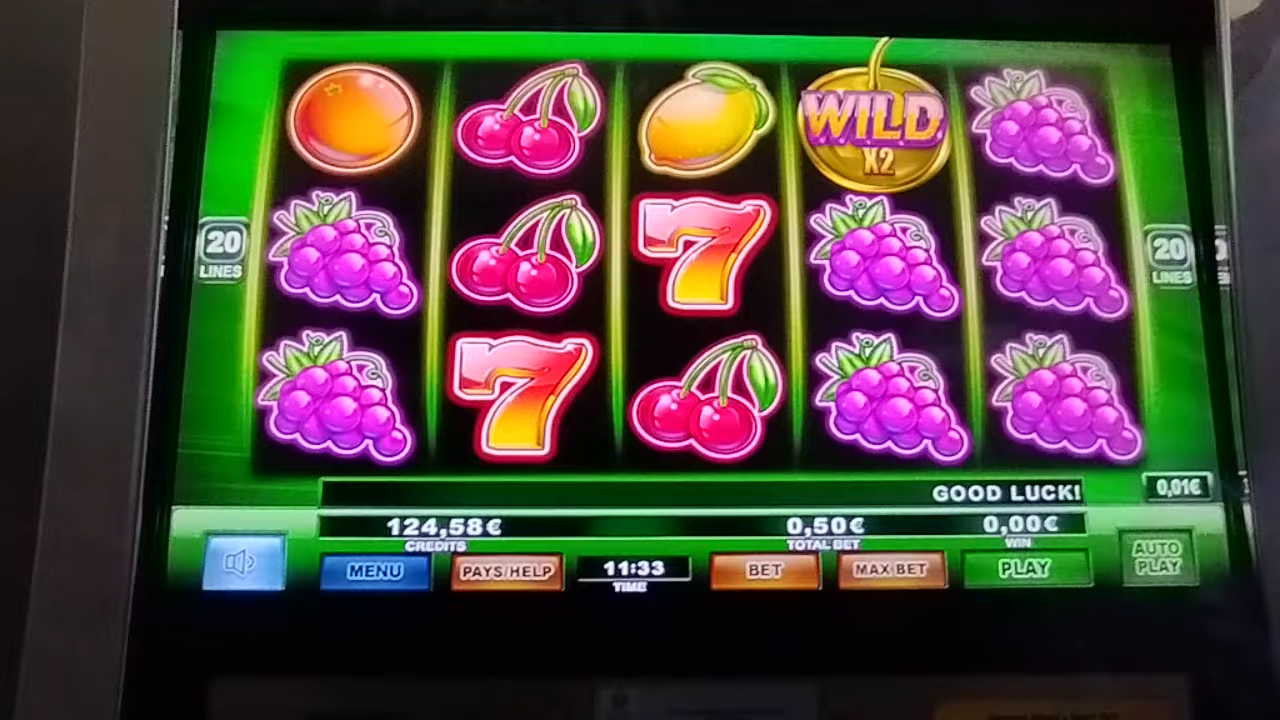 WILD
X2
20
LINES
20
LINES
GOOD LUCK!
0,01€
124,58€
0,50€
0,00€
CREDITS
TOTAL BET
WIN
MENU
PAYS/HELP
11:33
TIME
BET
MAX BET
PLAY
AUTO
PLAY